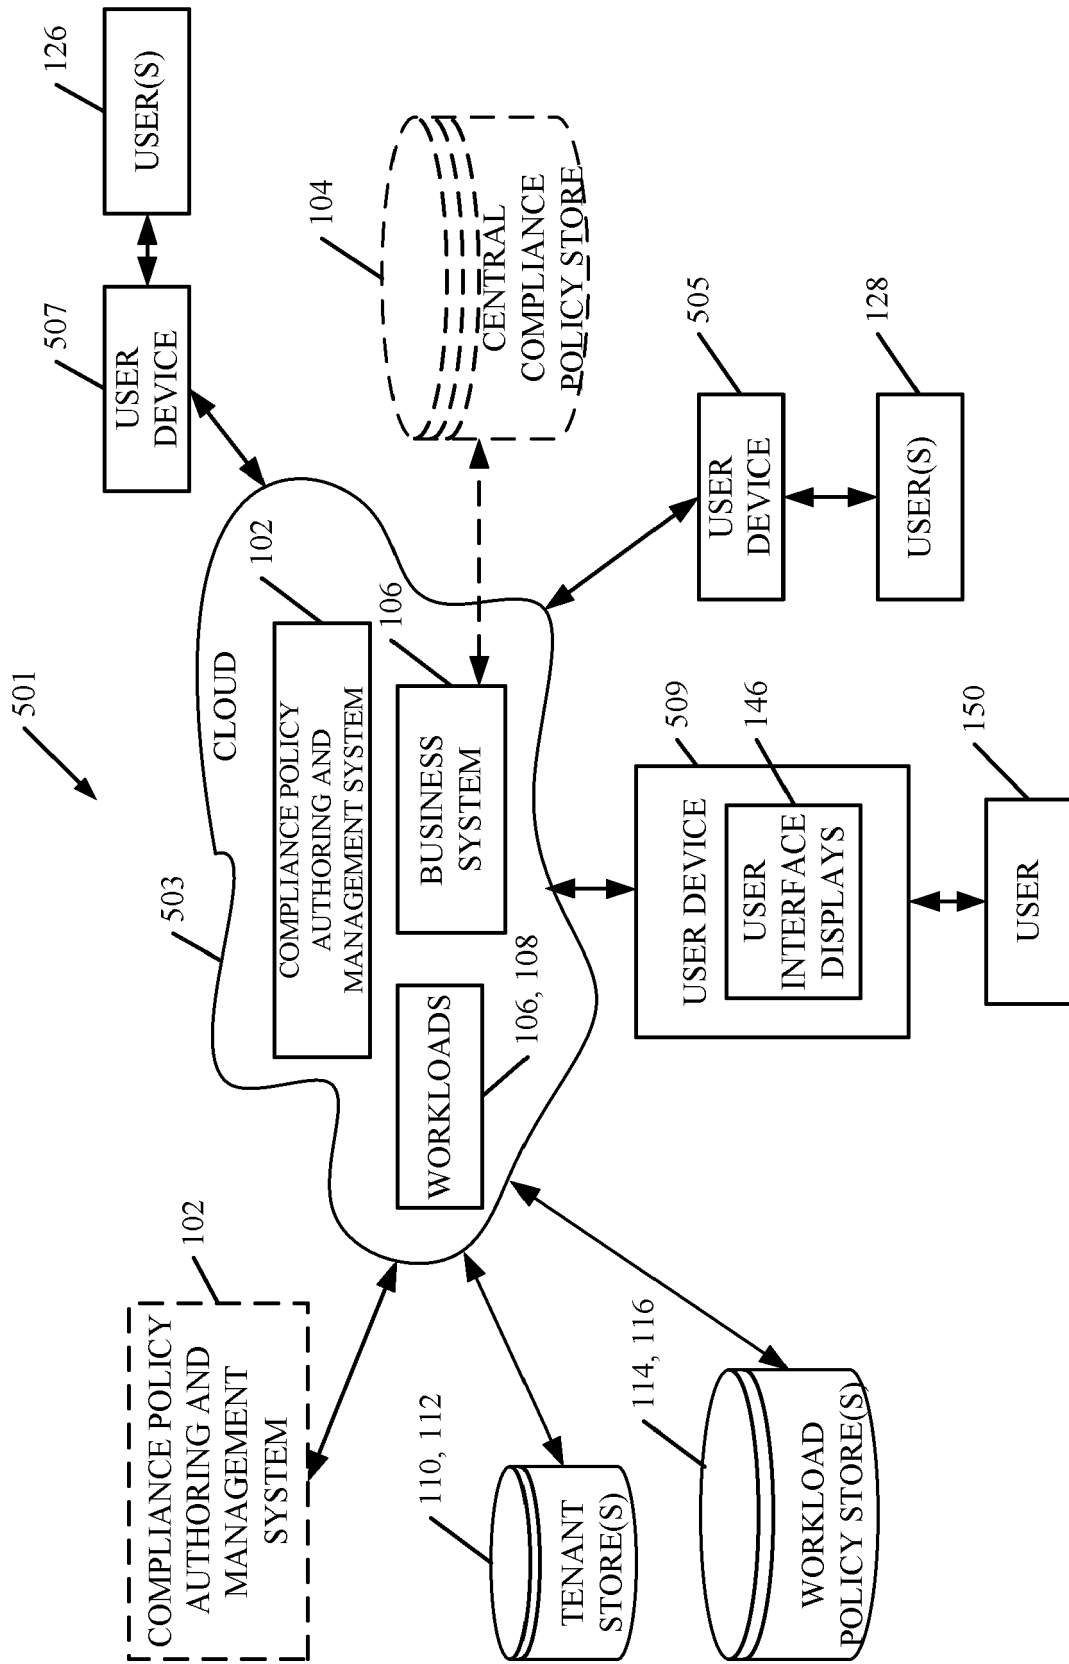 501
503
CLOUD
COMPLIANCE POLICY
AUTHORING AND
MANAGEMENT SYSTEM
102
WORKLOADS
106, 108
BUSINESS
SYSTEM
106
COMPLIANCE POLICY
AUTHORING AND
MANAGEMENT
SYSTEM
102
TENANT
STORE(S)
110, 112
WORKLOAD
POLICY STORE(S)
114, 116
USER DEVICE
509
USER
INTERFACE
DISPLAYS
146
USER
150
USER
DEVICE
505
USER(S)
128
CENTRAL
COMPLIANCE
POLICY STORE
104
USER
DEVICE
507
USER(S)
126